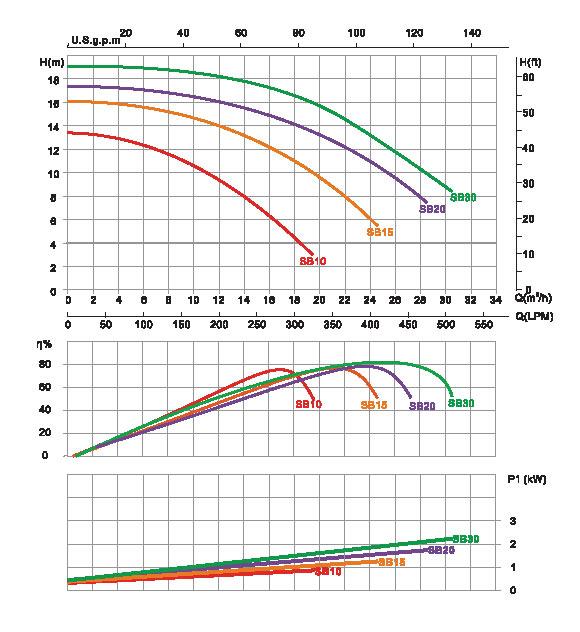 U.S.g.p.m 20 40 60 80 100 120 140
H(m) H(ft)
18 60
16 50
14 40
12
10 30
8 SB30
6 SB20 20
SB15
4 SB10 10
2
0 0
0 2 4 6 8 10 12 14 16 18 20 22 24 26 28 30 32 34 Q(m³/h)
0 50 100 150 200 250 300 350 400 450 500 550 Q(LPM)
η%
80
60
40 SB10 SB15 SB20 SB30
20
0
P1 (kW)
3
SB30
2 SB20
SB15
1 SB10
0